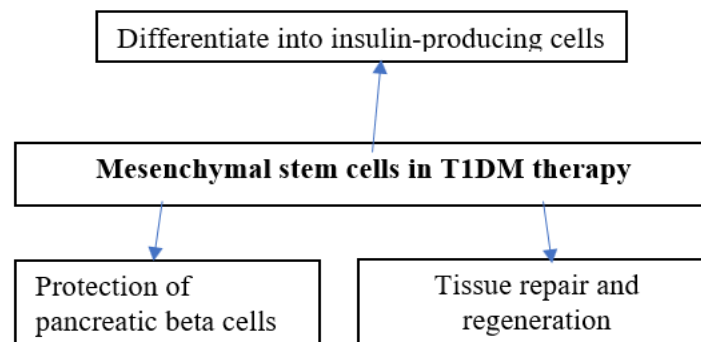 Differentiate into insulin-producing cells
Mesenchymal stem cells in T1DM therapy
Protection of
pancreatic beta cells
Tissue repair and
regeneration